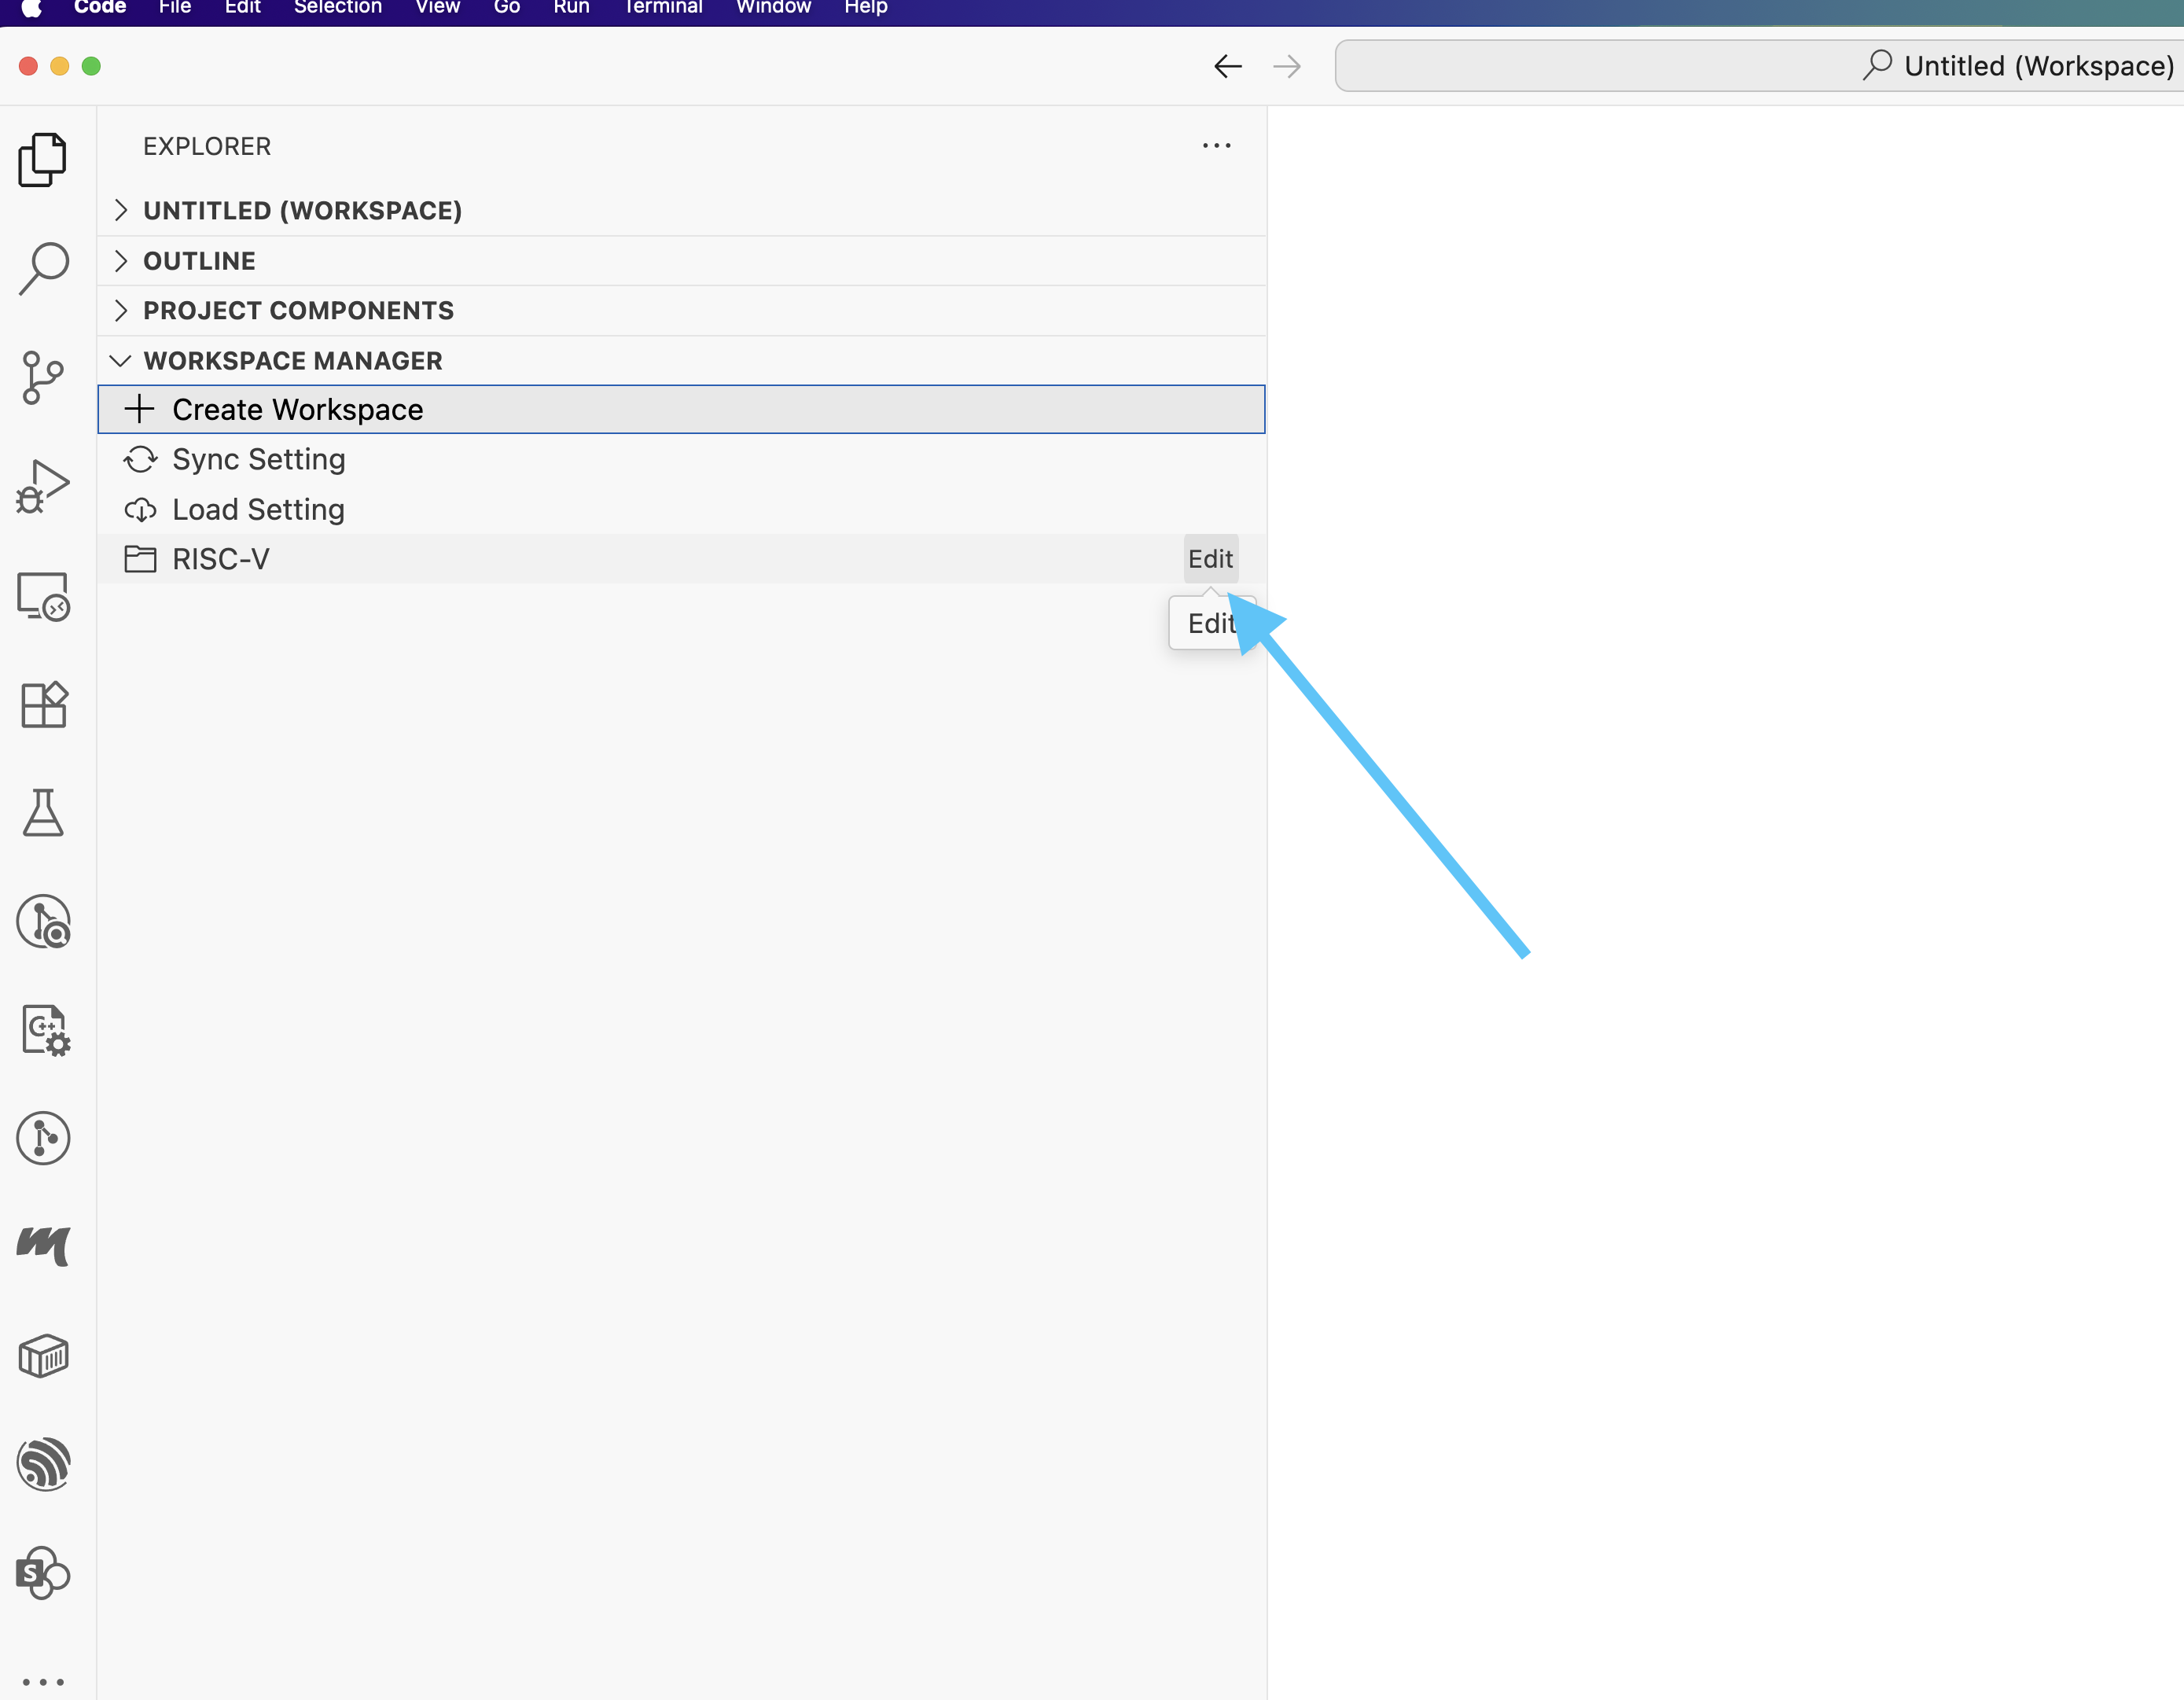 Code File Edit Selection View Go Run Terminal Window Help
Untitled (Workspace)
EXPLORER
UNTITLED (WORKSPACE)
OUTLINE
PROJECT COMPONENTS
WORKSPACE MANAGER
Create Workspace
Sync Setting
Load Setting
RISC-V Edit
Edit
C++
S